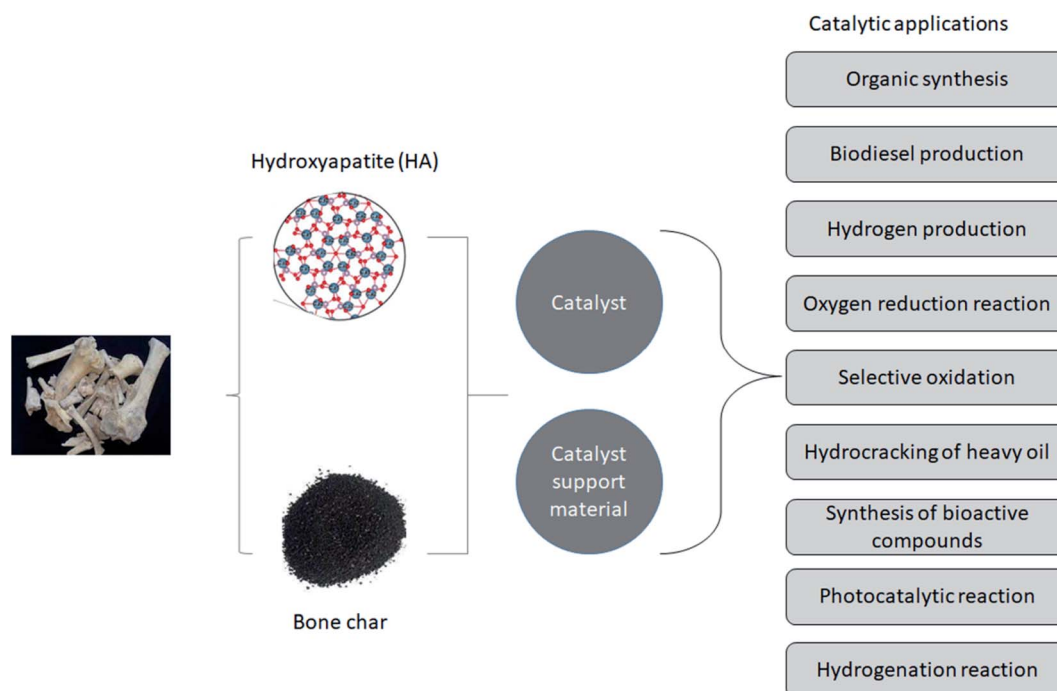 Catalytic applications
Organic synthesis
Hydroxyapatite (HA)
Biodiesel production
Hydrogen production
Catalyst
Oxygen reduction reaction
Selective oxidation
Catalyst
support
material
Hydrocracking of heavy oil
Synthesis of bioactive
compounds
Photocatalytic reaction
Bone char
Hydrogenation reaction